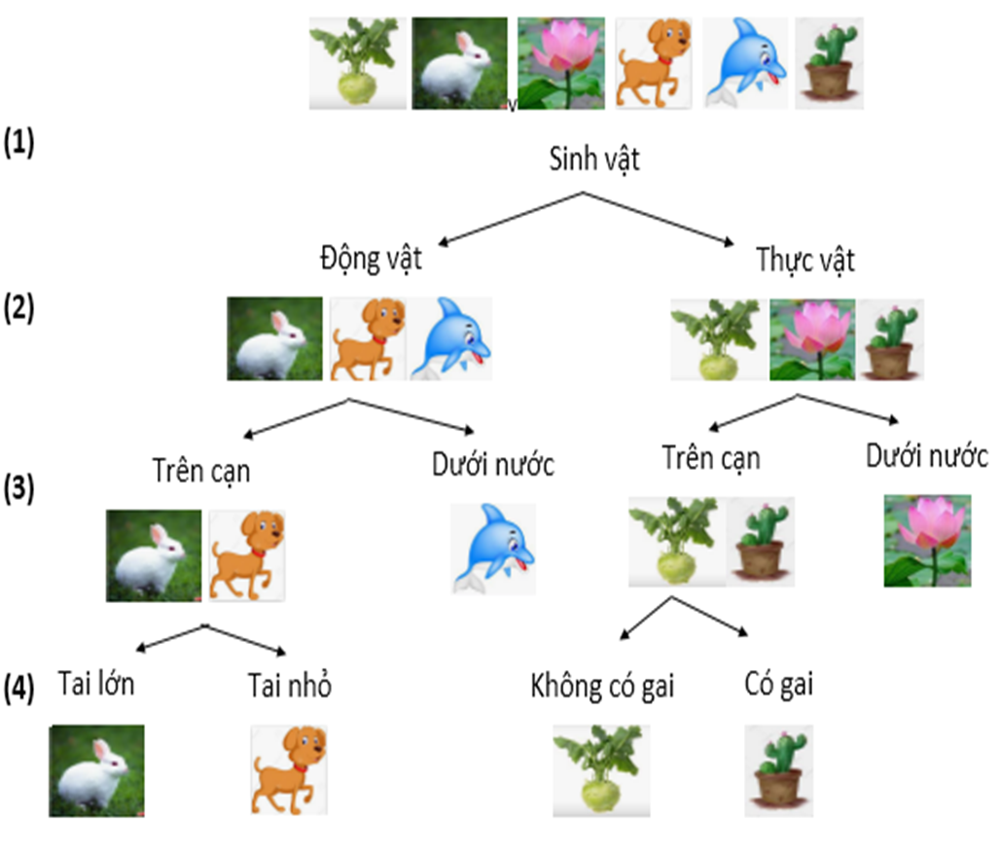 v
(1)
Sinh vật
Động vật
Thực vật
(2)
Trên cạn
Dưới nước
Trên cạn
Dưới nước
(3)
(4)
Tai lớn
Tai nhỏ
Không có gai
Có gai